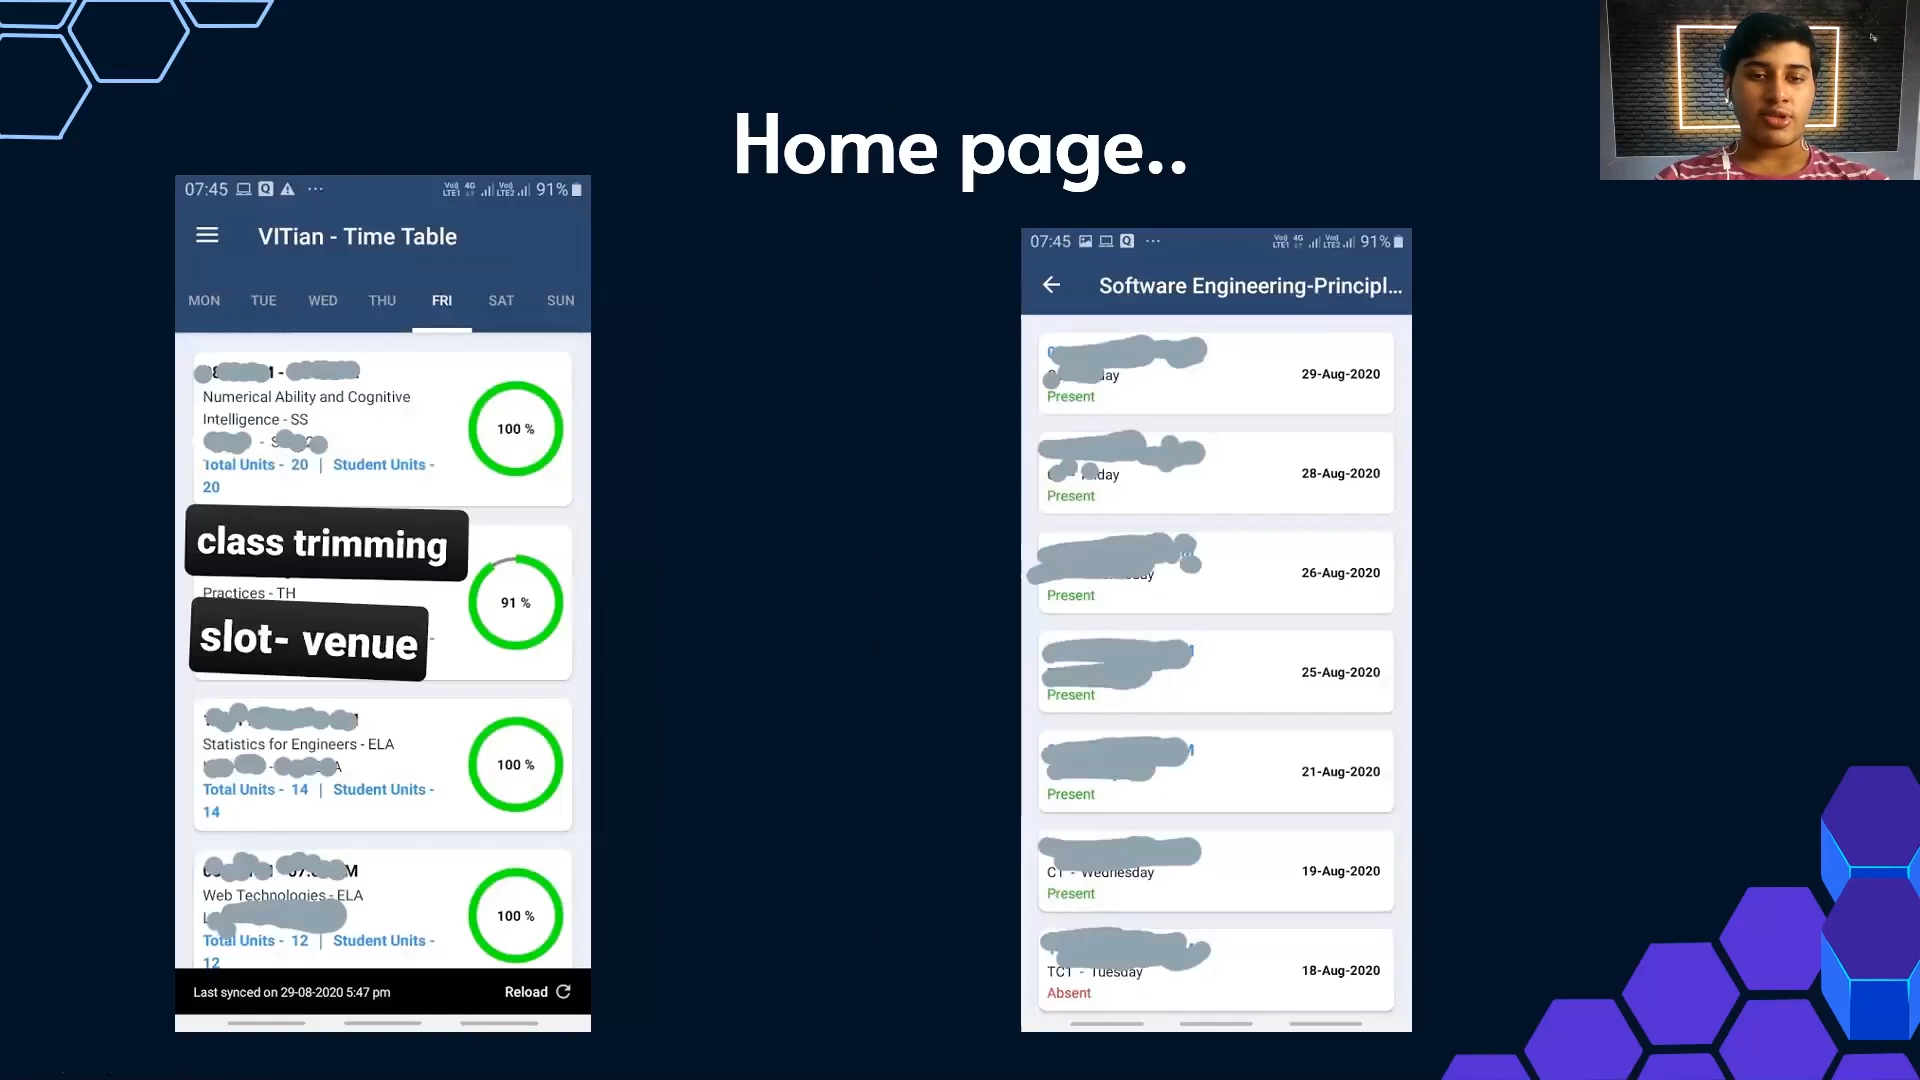 Home page..
07:45
91%
VITian - Time Table
MON TUE WED THU FRI SAT SUN
Numerical Ability and Cognitive
Intelligence - SS
Total Units - 20 | Student Units -
20
100 %
class trimming
Practices - TH
slot- venue
91 %
Statistics for Engineers - ELA
Total Units - 14 | Student Units -
14
100 %
Web Technologies - ELA
Total Units - 12 | Student Units -
12
100 %
Last synced on 29-08-2020 5:47 pm
Reload
07:45
91%
Software Engineering-Principl...
29-Aug-2020
Present
28-Aug-2020
Present
26-Aug-2020
Present
25-Aug-2020
Present
21-Aug-2020
Present
C1 - Wednesday
19-Aug-2020
Present
TC1 - Tuesday
18-Aug-2020
Absent